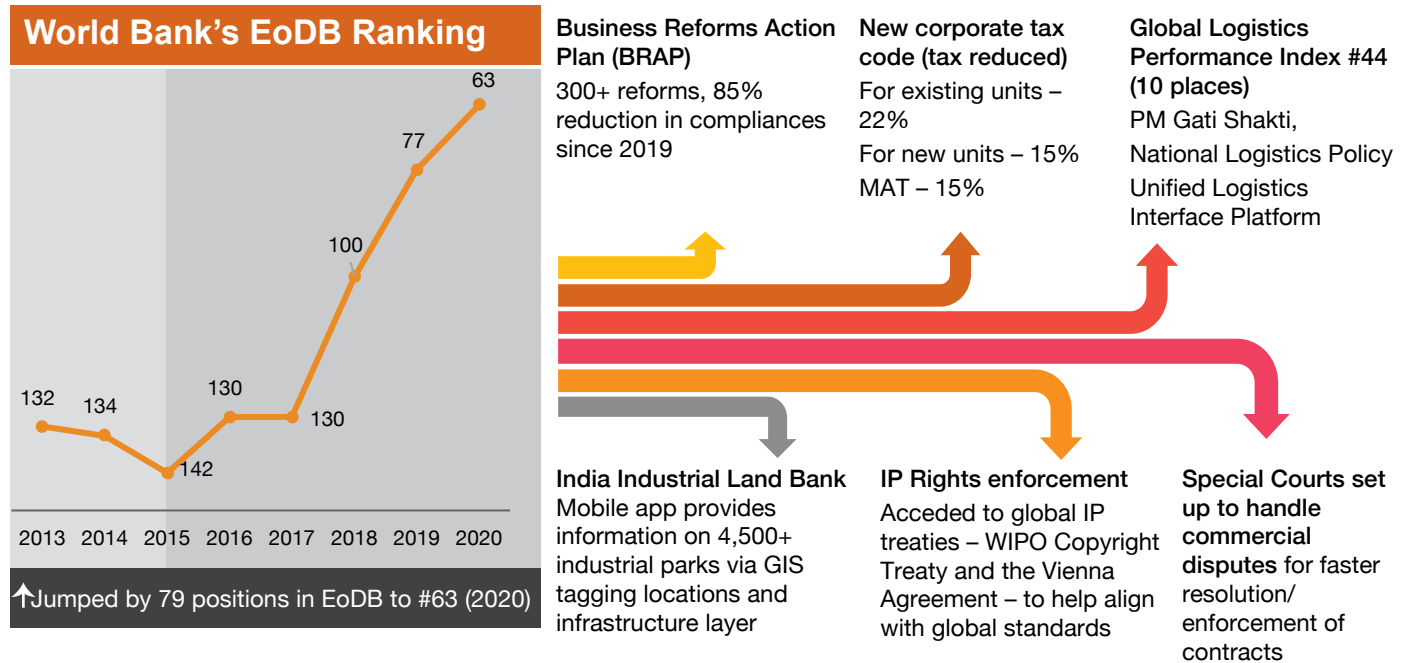 World Bank's EoDB Ranking
63
77
100
132
134
130
130
142
2013 2014 2015 2016 2017 2018 2019 2020
Jumped by 79 positions in EoDB to #63 (2020)
Business Reforms Action
Plan (BRAP)
300+ reforms, 85%
reduction in compliances
since 2019
New corporate tax
code (tax reduced)
For existing units –
22%
For new units – 15%
MAT – 15%
Global Logistics
Performance Index #44
(10 places)
PM Gati Shakti,
National Logistics Policy
Unified Logistics
Interface Platform
India Industrial Land Bank
Mobile app provides
information on 4,500+
industrial parks via GIS
tagging locations and
infrastructure layer
IP Rights enforcement
Acceded to global IP
treaties – WIPO Copyright
Treaty and the Vienna
Agreement – to help align
with global standards
Special Courts set
up to handle
commercial
disputes for faster
resolution/
enforcement of
contracts